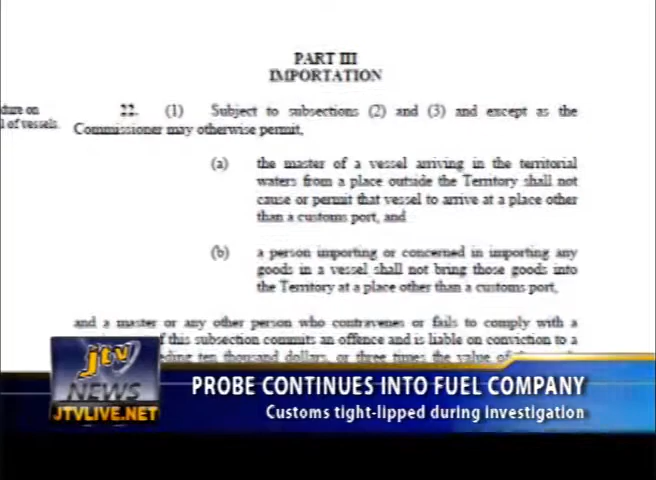 PART III
IMPORTATION
dure on
l of vessels.
22. (1) Subject to subsections (2) and (3) and except as the
Commissioner may otherwise permit,
(a) the master of a vessel arriving in the territorial
waters from a place outside the Territory shall not
cause or permit that vessel to arrive at a place other
than a customs port, and
(b) a person importing or concerned in importing any
goods in a vessel shall not bring those goods into
the Territory at a place other than a customs port,
and a master or any other person who contravenes or fails to comply with a
f this subsection commits an offence and is liable on conviction to a
ding ten thousand dollars, or three times the value of
jtv
NEWS
JTVLIVE.NET
PROBE CONTINUES INTO FUEL COMPANY
Customs tight-lipped during investigation